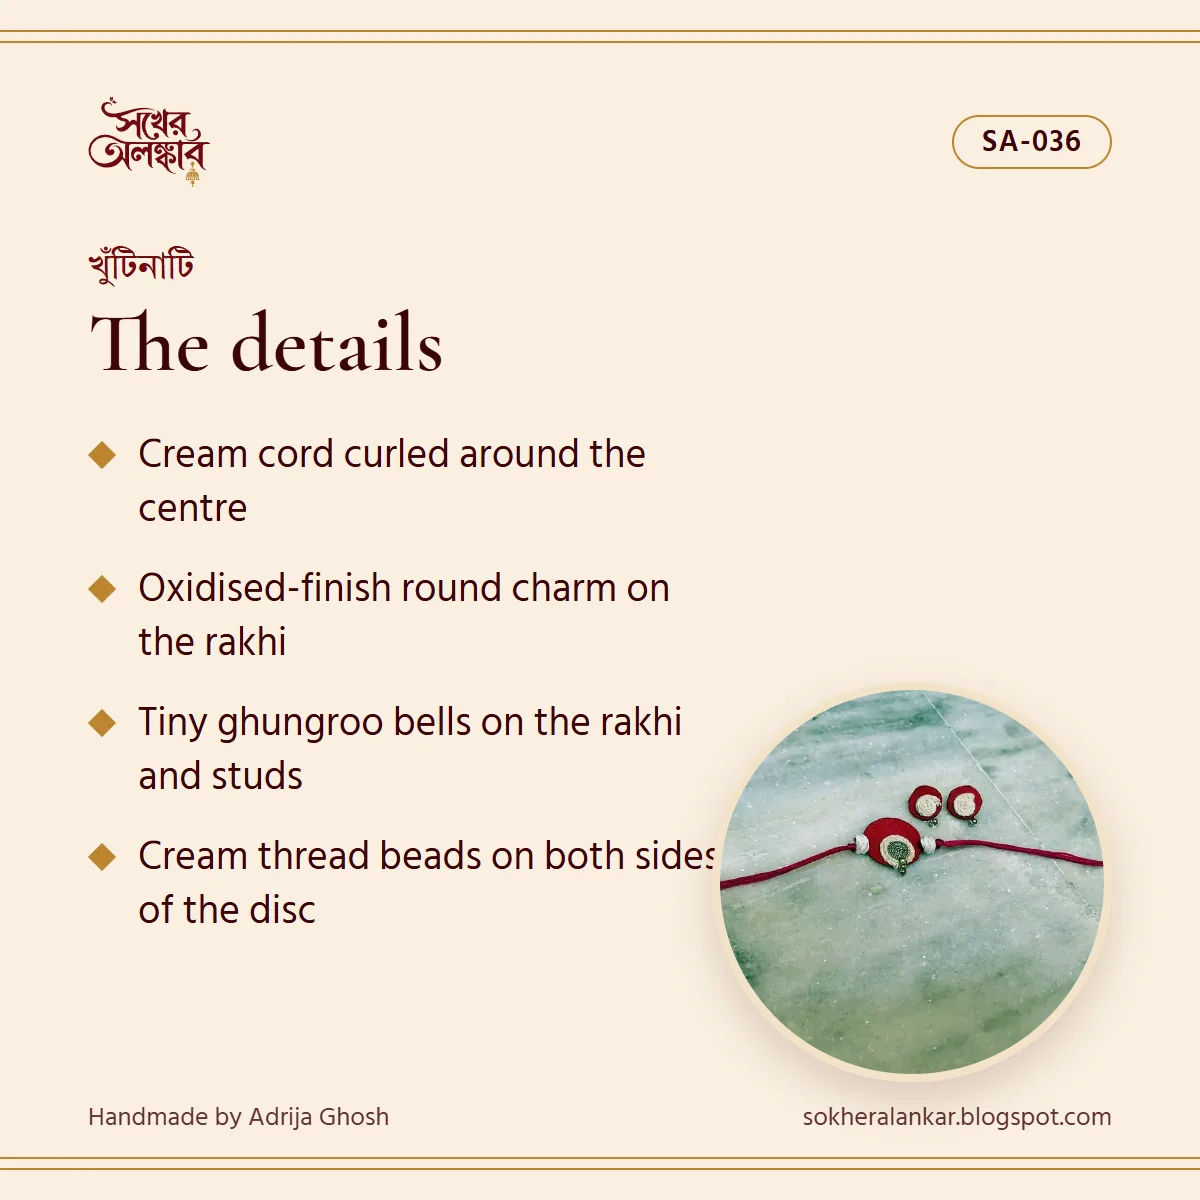 সখের
অলঙ্কার
SA-036
খুঁটিনাটি
The details
Cream cord curled around the
centre
Oxidised-finish round charm on
the rakhi
Tiny ghungroo bells on the rakhi
and studs
Cream thread beads on both sides
of the disc
Handmade by Adrija Ghosh
sokheralankar.blogspot.com